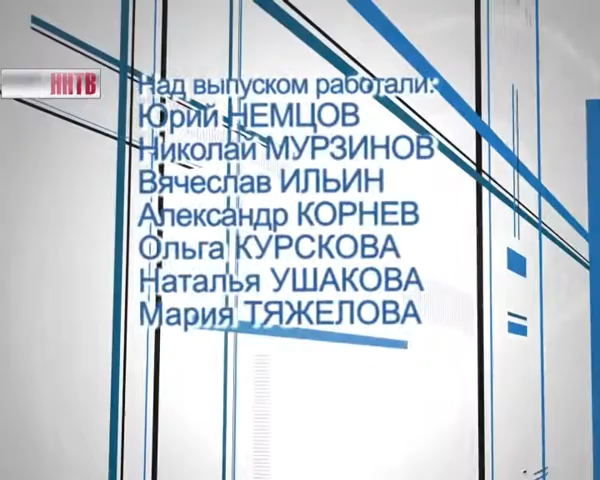 ННТВ
Над выпуском работали:
Юрий НЕМЦОВ
Николай МУРЗИНОВ
Вячеслав ИЛЬИН
Александр КОРНЕВ
Ольга КУРСКОВА
Наталья УШАКОВА
Мария ТЯЖЕЛОВА